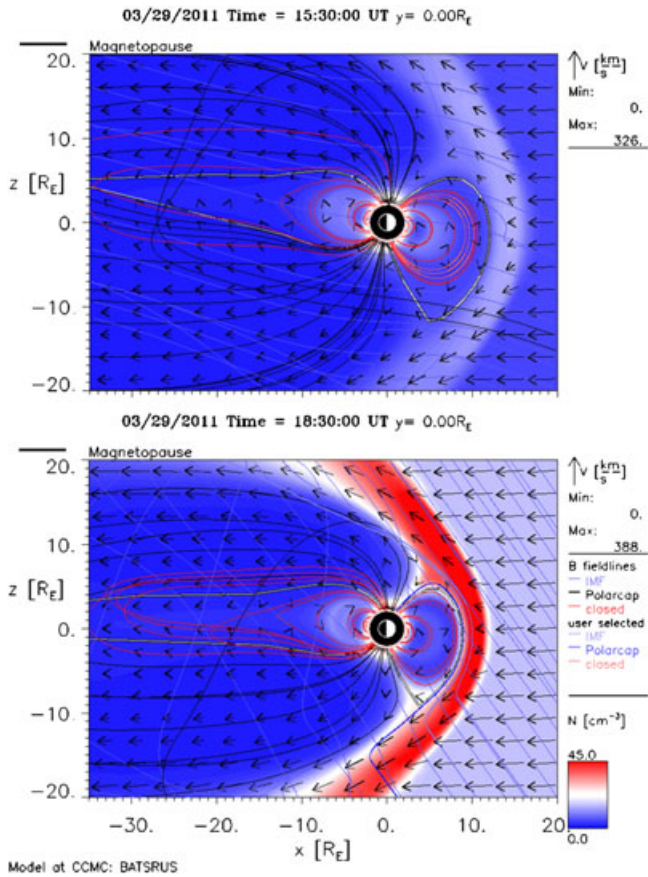 03/29/2011 Time = 15:30:00 UT y= 0.00R_E
Magnetopause
20.
10.
z [R_E]
0.
-10.
-20.
V [km/s]
Min:
0.
Max:
326.
03/29/2011 Time = 18:30:00 UT y= 0.00R_E
Magnetopause
20.
10.
z [R_E]
0.
-10.
-20.
-30.
-20.
-10.
0.
10.
20
x [R_E]
V [km/s]
Min:
0.
Max:
388.
B fieldlines
IMF
Polarcap
closed
user selected
IMF
Polarcap
closed
N [cm⁻³]
45.0
0.0
Model at CCMC: BATSRUS